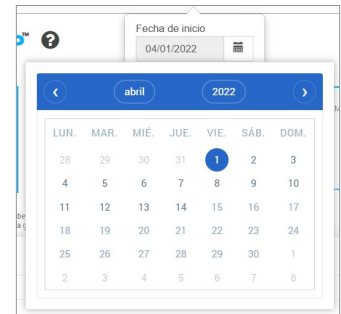 Fecha de inicio
?
04/01/2022
abril 2022
LUN. MAR. MIÉ. JUE. VIE. SÁB. DOM.
28 29 30 31 1 2 3
4 5 6 7 8 9 10
11 12 13 14 15 16 17
18 19 20 21 22 23 24
25 26 27 28 29 30 1
2 3 4 5 6 7 8